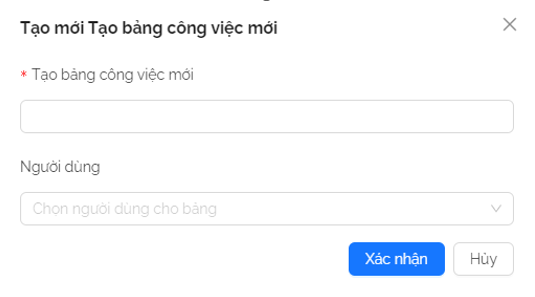 Tạo mới Tạo bảng công việc mới
* Tạo bảng công việc mới
Người dùng
Chọn người dùng cho bảng
Xác nhận Hủy